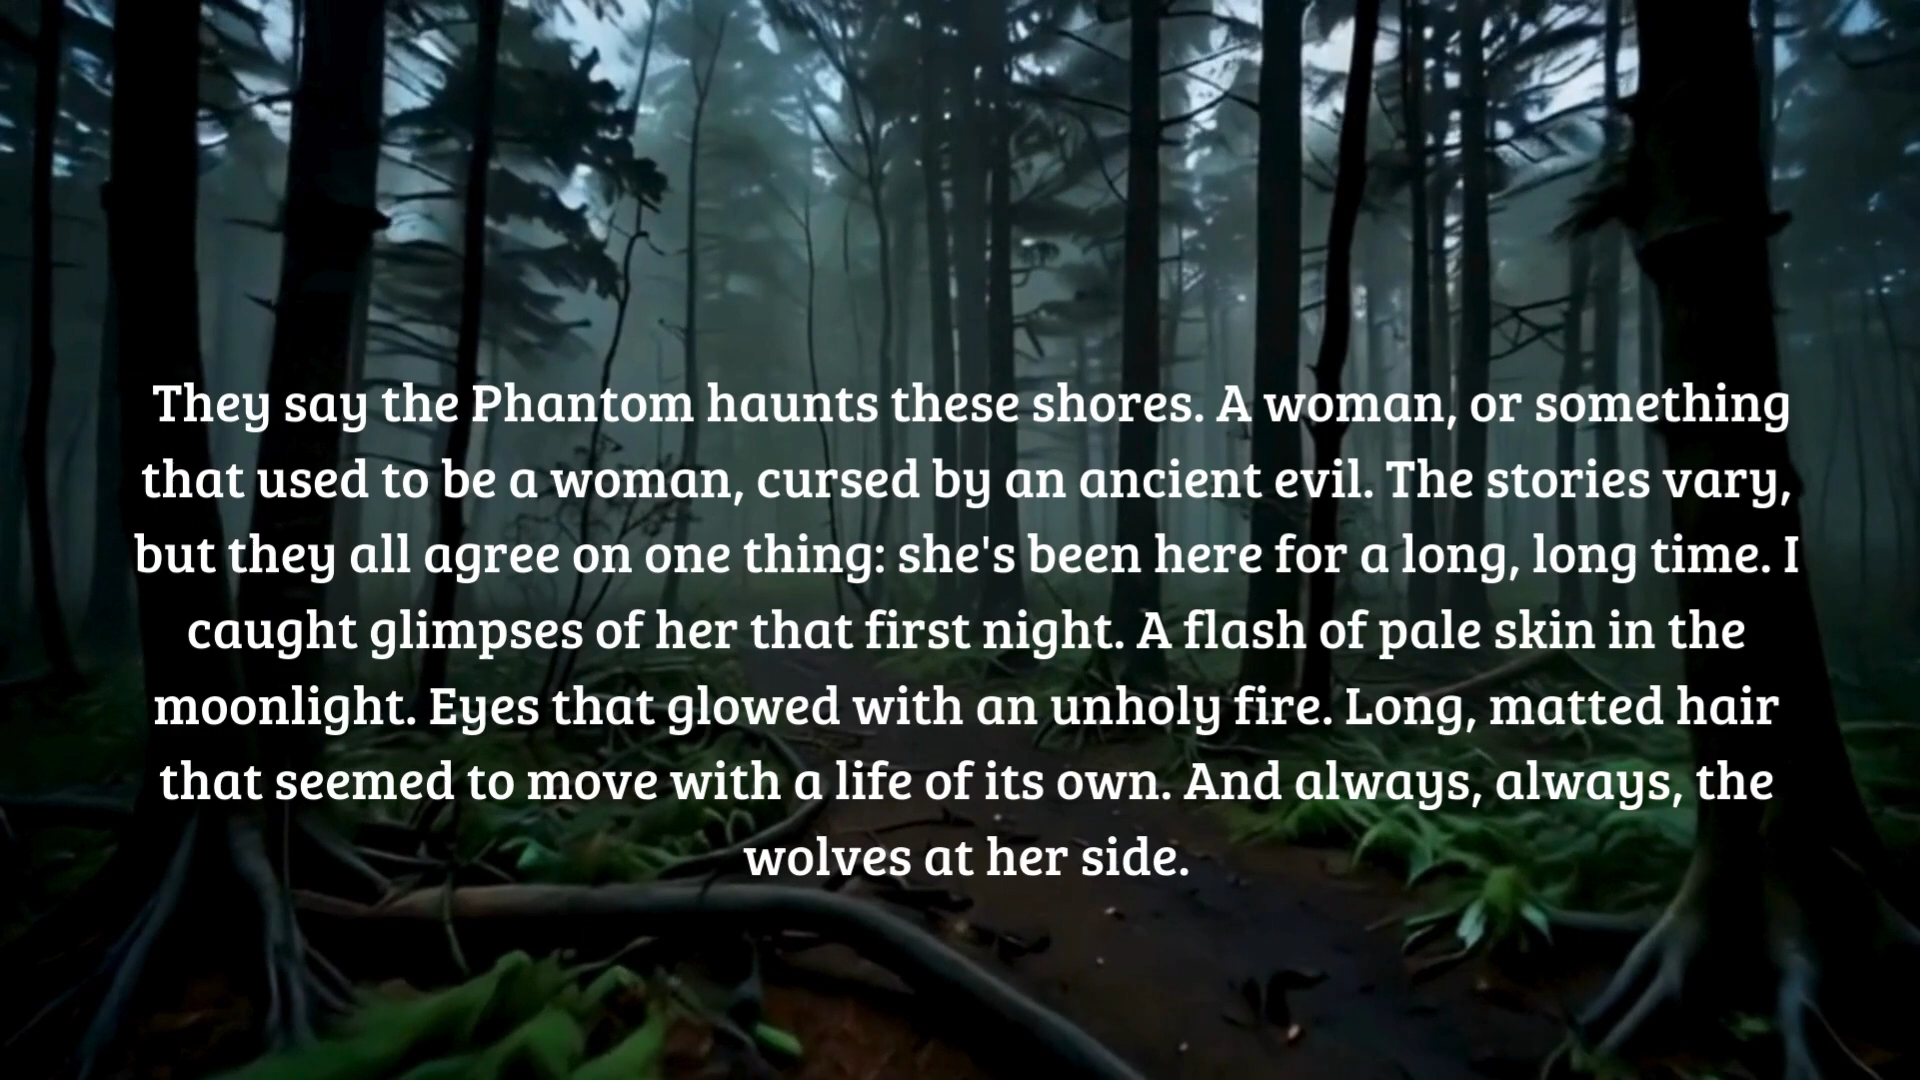 They say the Phantom haunts these shores. A woman, or something
that used to be a woman, cursed by an ancient evil. The stories vary,
but they all agree on one thing: she's been here for a long, long time. I
caught glimpses of her that first night. A flash of pale skin in the
moonlight. Eyes that glowed with an unholy fire. Long, matted hair
that seemed to move with a life of its own. And always, always, the
wolves at her side.